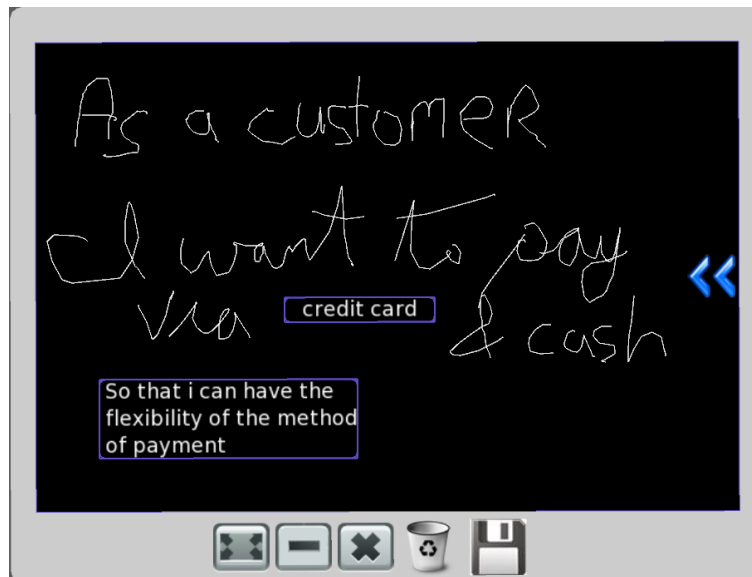 As a customer
I want to pay
via credit card & cash
So that i can have the
flexibility of the method
of payment